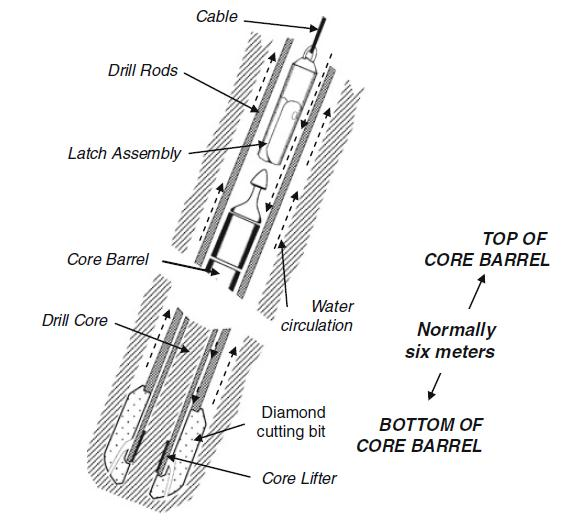 Cable
Drill Rods
Latch Assembly
Core Barrel
TOP OF
CORE BARREL
Water
circulation
Drill Core
Normally
six meters
Diamond
cutting bit
BOTTOM OF
CORE BARREL
Core Lifter